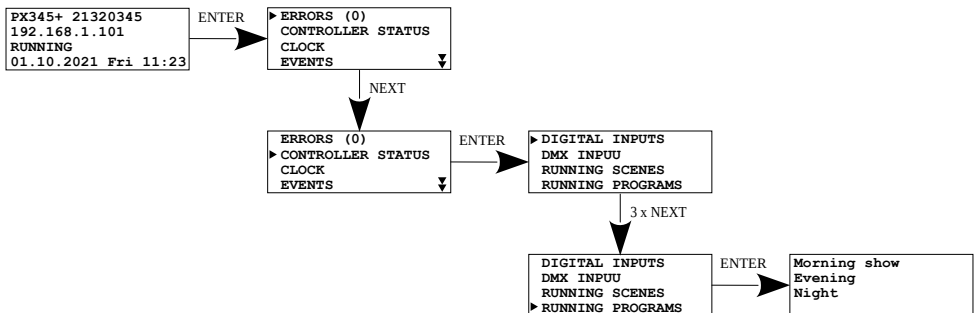 PX345+ 21320345
192.168.1.101
RUNNING
01.10.2021 Fri 11:23
ENTER
ERRORS (0)
CONTROLLER STATUS
CLOCK
EVENTS
NEXT
ERRORS (0)
CONTROLLER STATUS
CLOCK
EVENTS
ENTER
DIGITAL INPUTS
DMX INPUU
RUNNING SCENES
RUNNING PROGRAMS
3 x NEXT
DIGITAL INPUTS
DMX INPUU
RUNNING SCENES
RUNNING PROGRAMS
ENTER
Morning show
Evening
Night